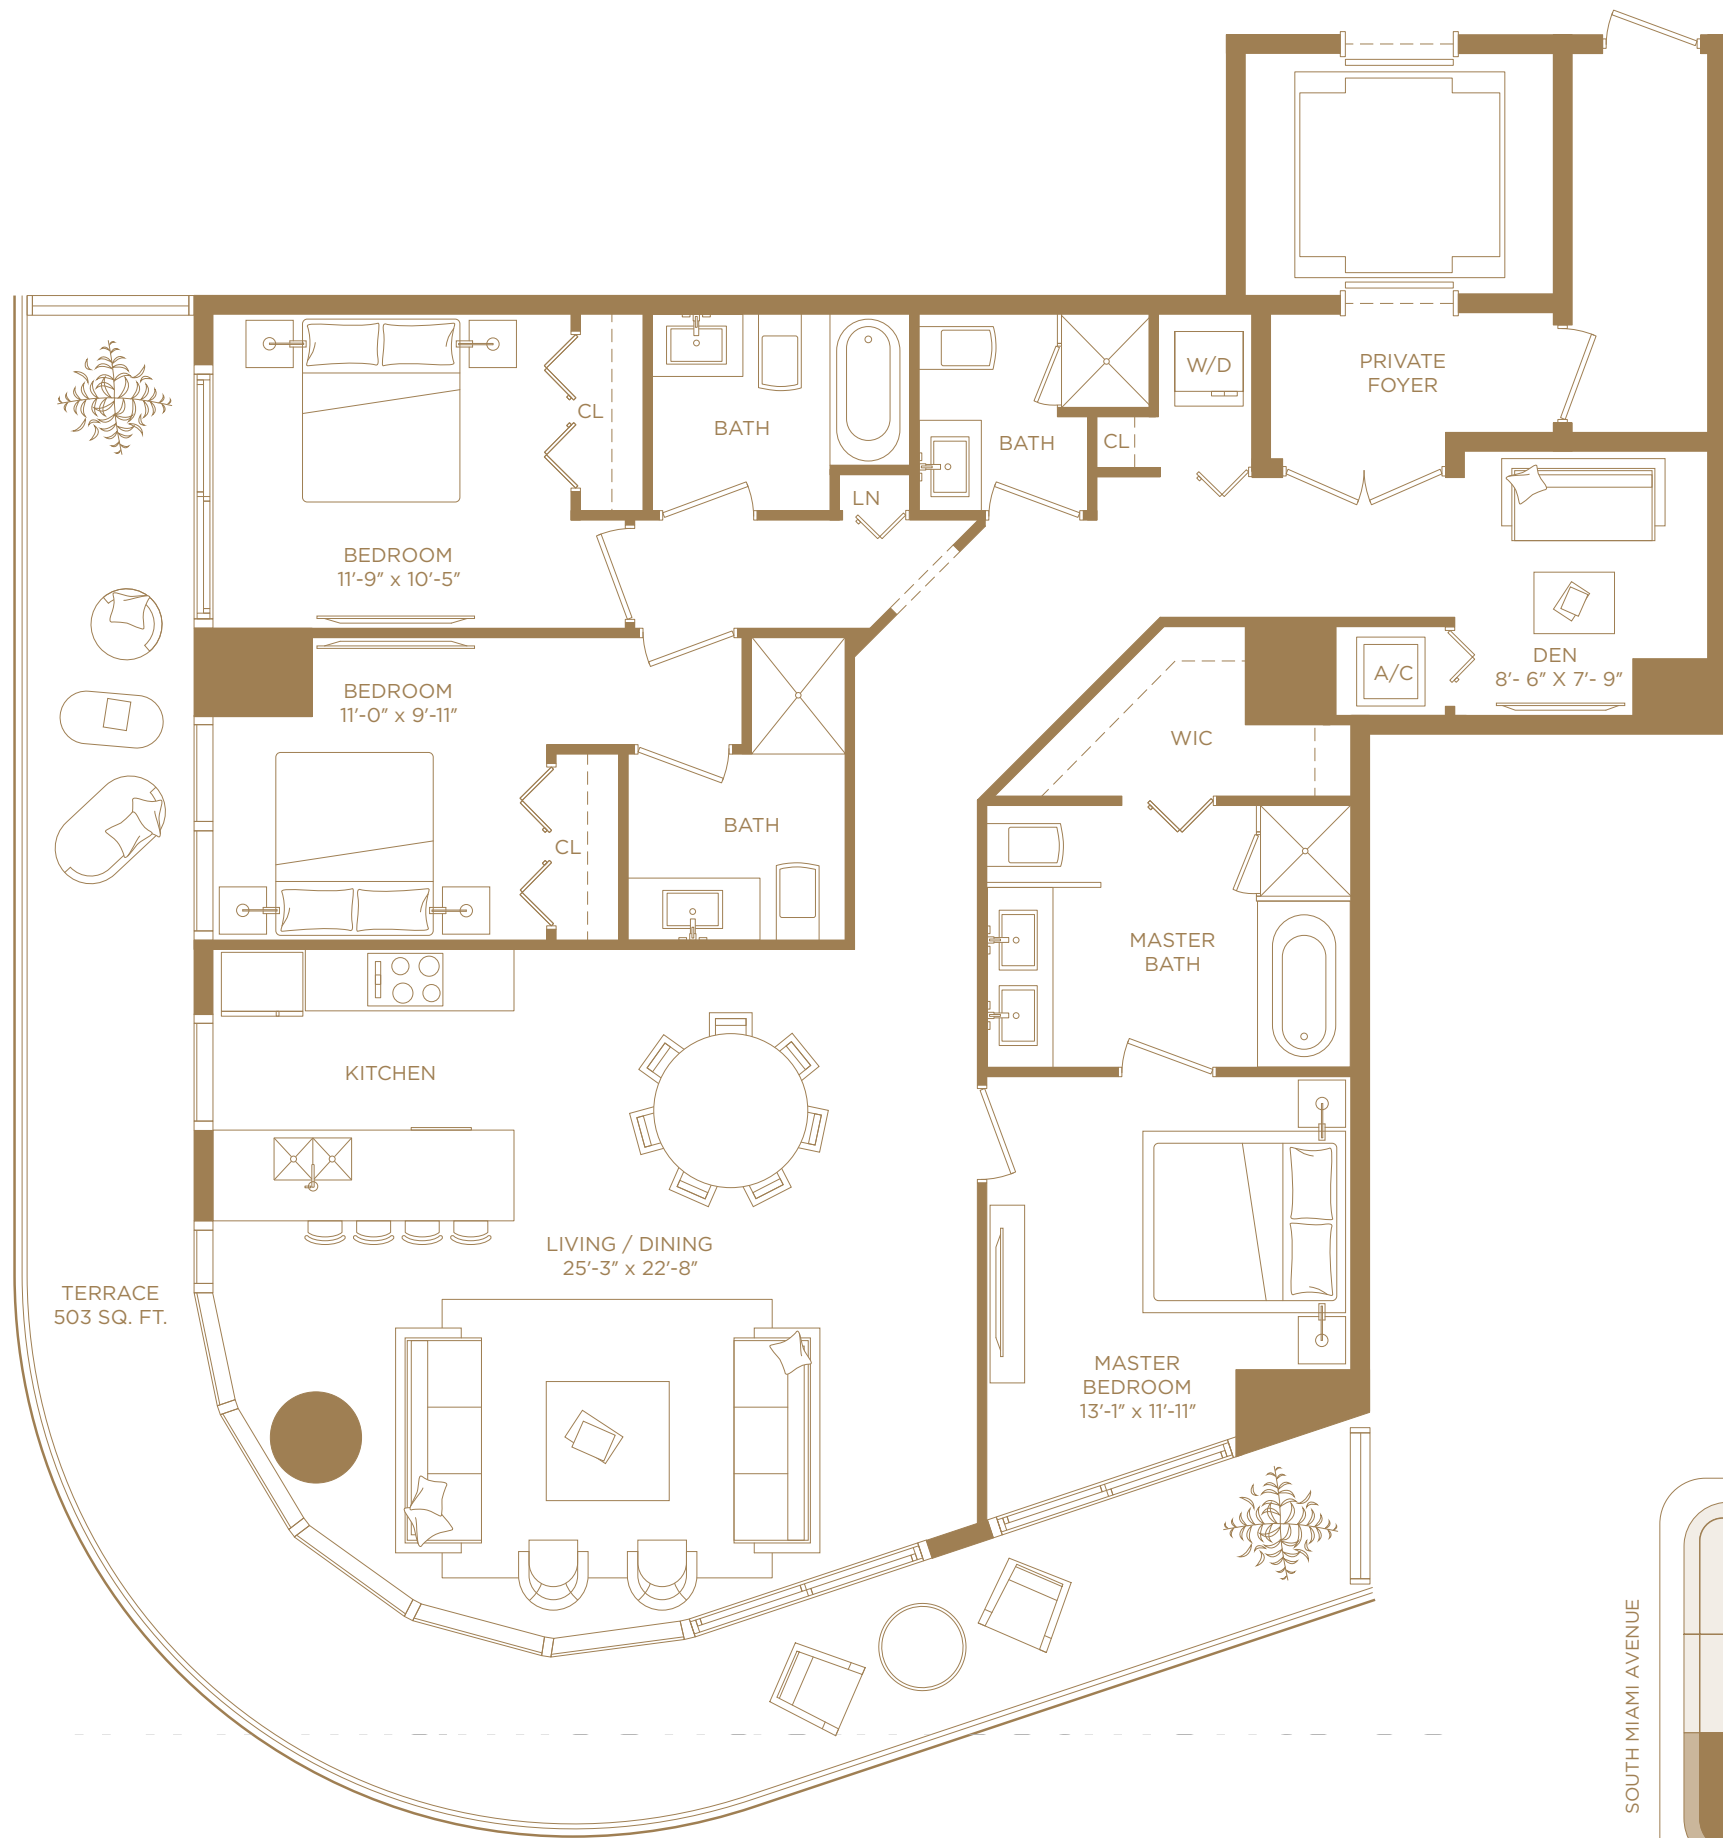 PRIVATE
FOYER
W/D
CL
BATH
BATH
CL
LN
BEDROOM
11'-9" x 10'-5"
DEN
8'- 6" X 7'- 9"
A/C
BEDROOM
11'-0" x 9'-11"
WIC
BATH
CL
MASTER
BATH
KITCHEN
LIVING / DINING
25'-3" x 22'-8"
TERRACE
503 SQ. FT.
MASTER
BEDROOM
13'-1" x 11'-11"
SOUTH MIAMI AVENUE